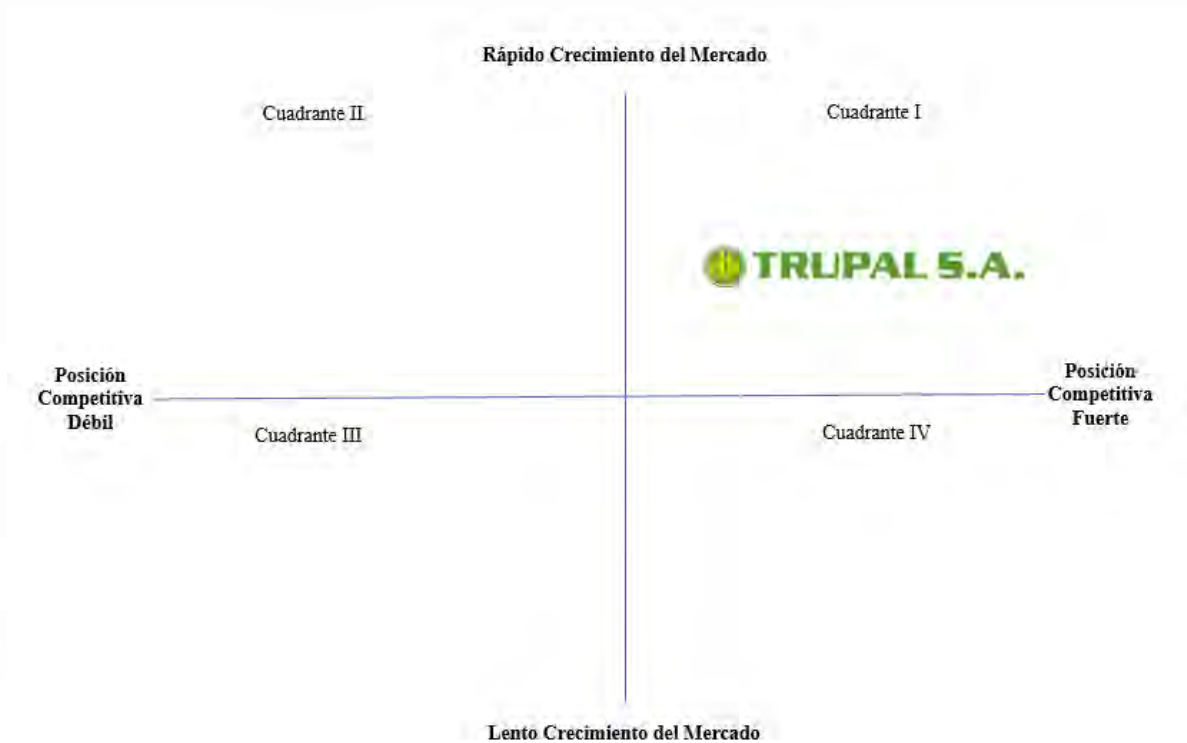 Rápido Crecimiento del Mercado
Cuadrante II
Cuadrante I
TRUPAL S.A.
Posición
Competitiva
Débil
Posición
Competitiva
Fuerte
Cuadrante III
Cuadrante IV
Lento Crecimiento del Mercado